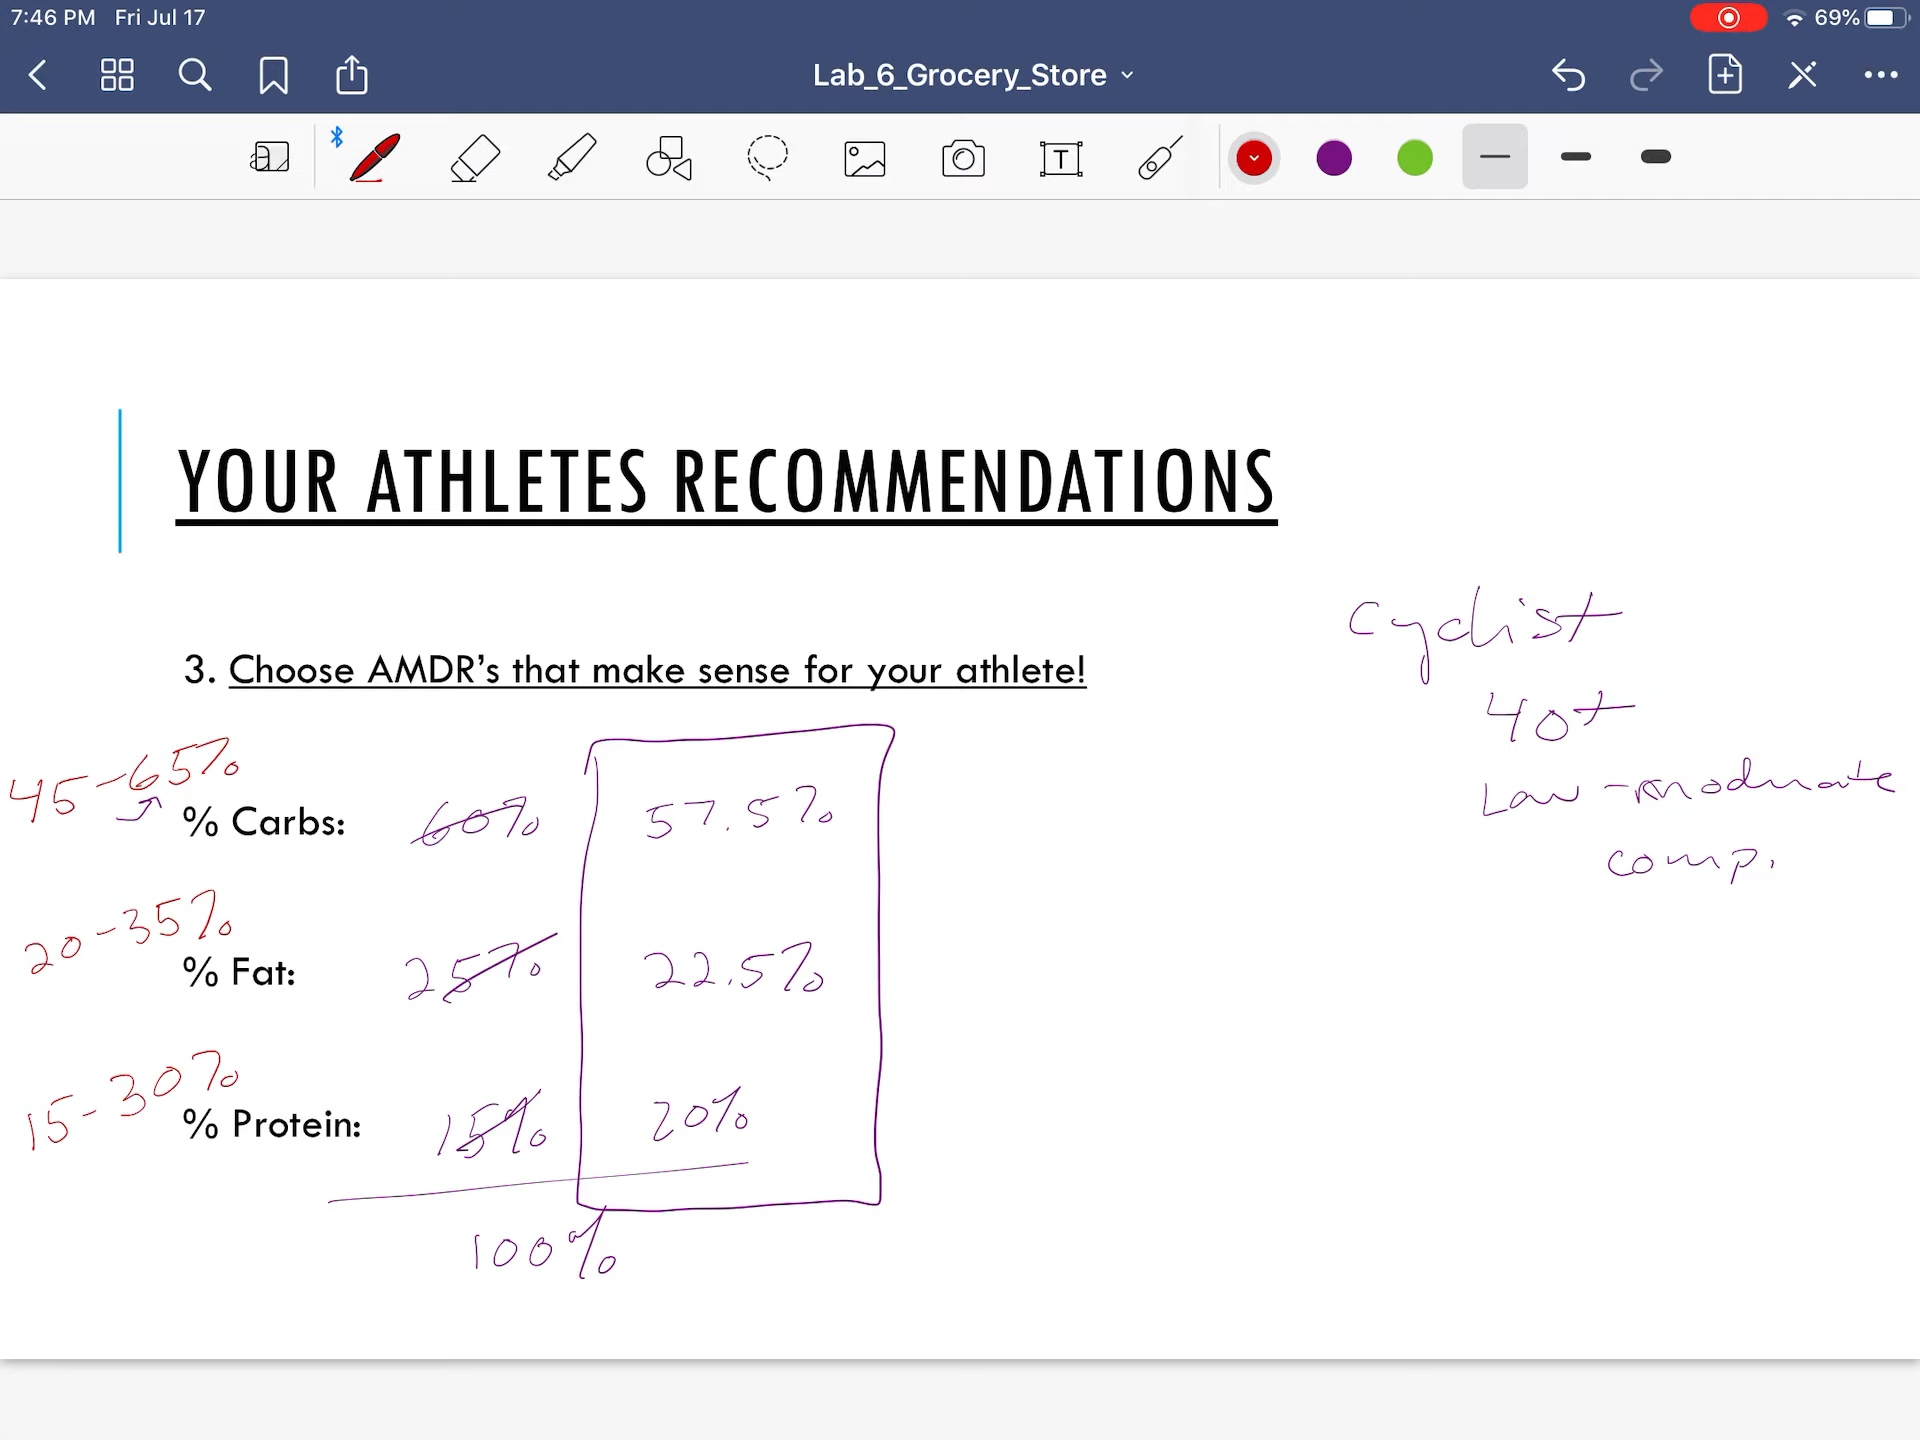 7:46 PM Fri Jul 17
69%
Lab_6_Grocery_Store
YOUR ATHLETES RECOMMENDATIONS
Cyclist
40+
Low - moderate
comp.
3. Choose AMDR's that make sense for your athlete!
45-65%
% Carbs: 60% 57.5%
20-35%
% Fat: 25% 22.5%
15-30%
% Protein: 15% 20%
100%